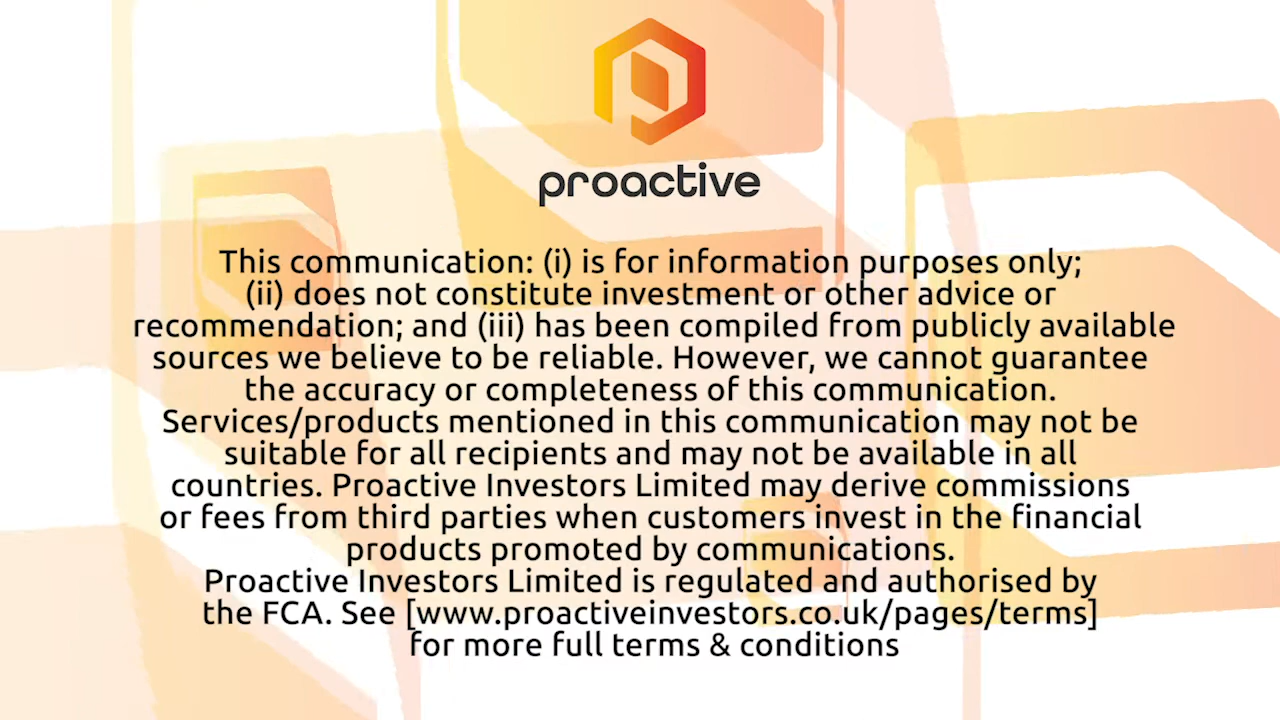 proactive
This communication: (i) is for information purposes only;
(ii) does not constitute investment or other advice or
recommendation; and (iii) has been compiled from publicly available
sources we believe to be reliable. However, we cannot guarantee
the accuracy or completeness of this communication.
Services/products mentioned in this communication may not be
suitable for all recipients and may not be available in all
countries. Proactive Investors Limited may derive commissions
or fees from third parties when customers invest in the financial
products promoted by communications.
Proactive Investors Limited is regulated and authorised by
the FCA. See [www.proactiveinvestors.co.uk/pages/terms]
for more full terms & conditions